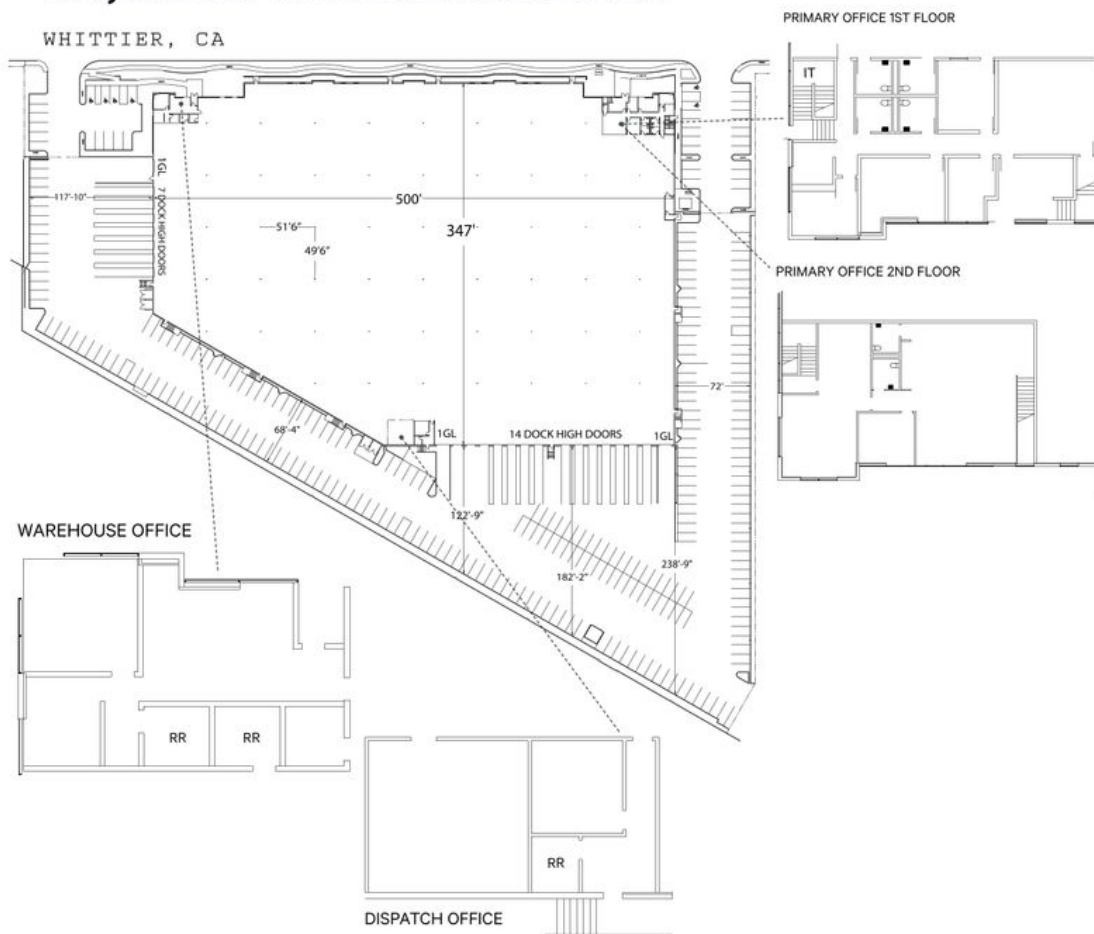 WHITTIER, CA
PRIMARY OFFICE 1ST FLOOR
IT
117'-10"
1GL 7 DOCK HIGH DOORS
500'
347'
51'6"
49'6"
PRIMARY OFFICE 2ND FLOOR
72'
68'-4"
1GL
14 DOCK HIGH DOORS
1GL
122'-9"
182'-2"
238'-9"
WAREHOUSE OFFICE
RR
RR
RR
DISPATCH OFFICE